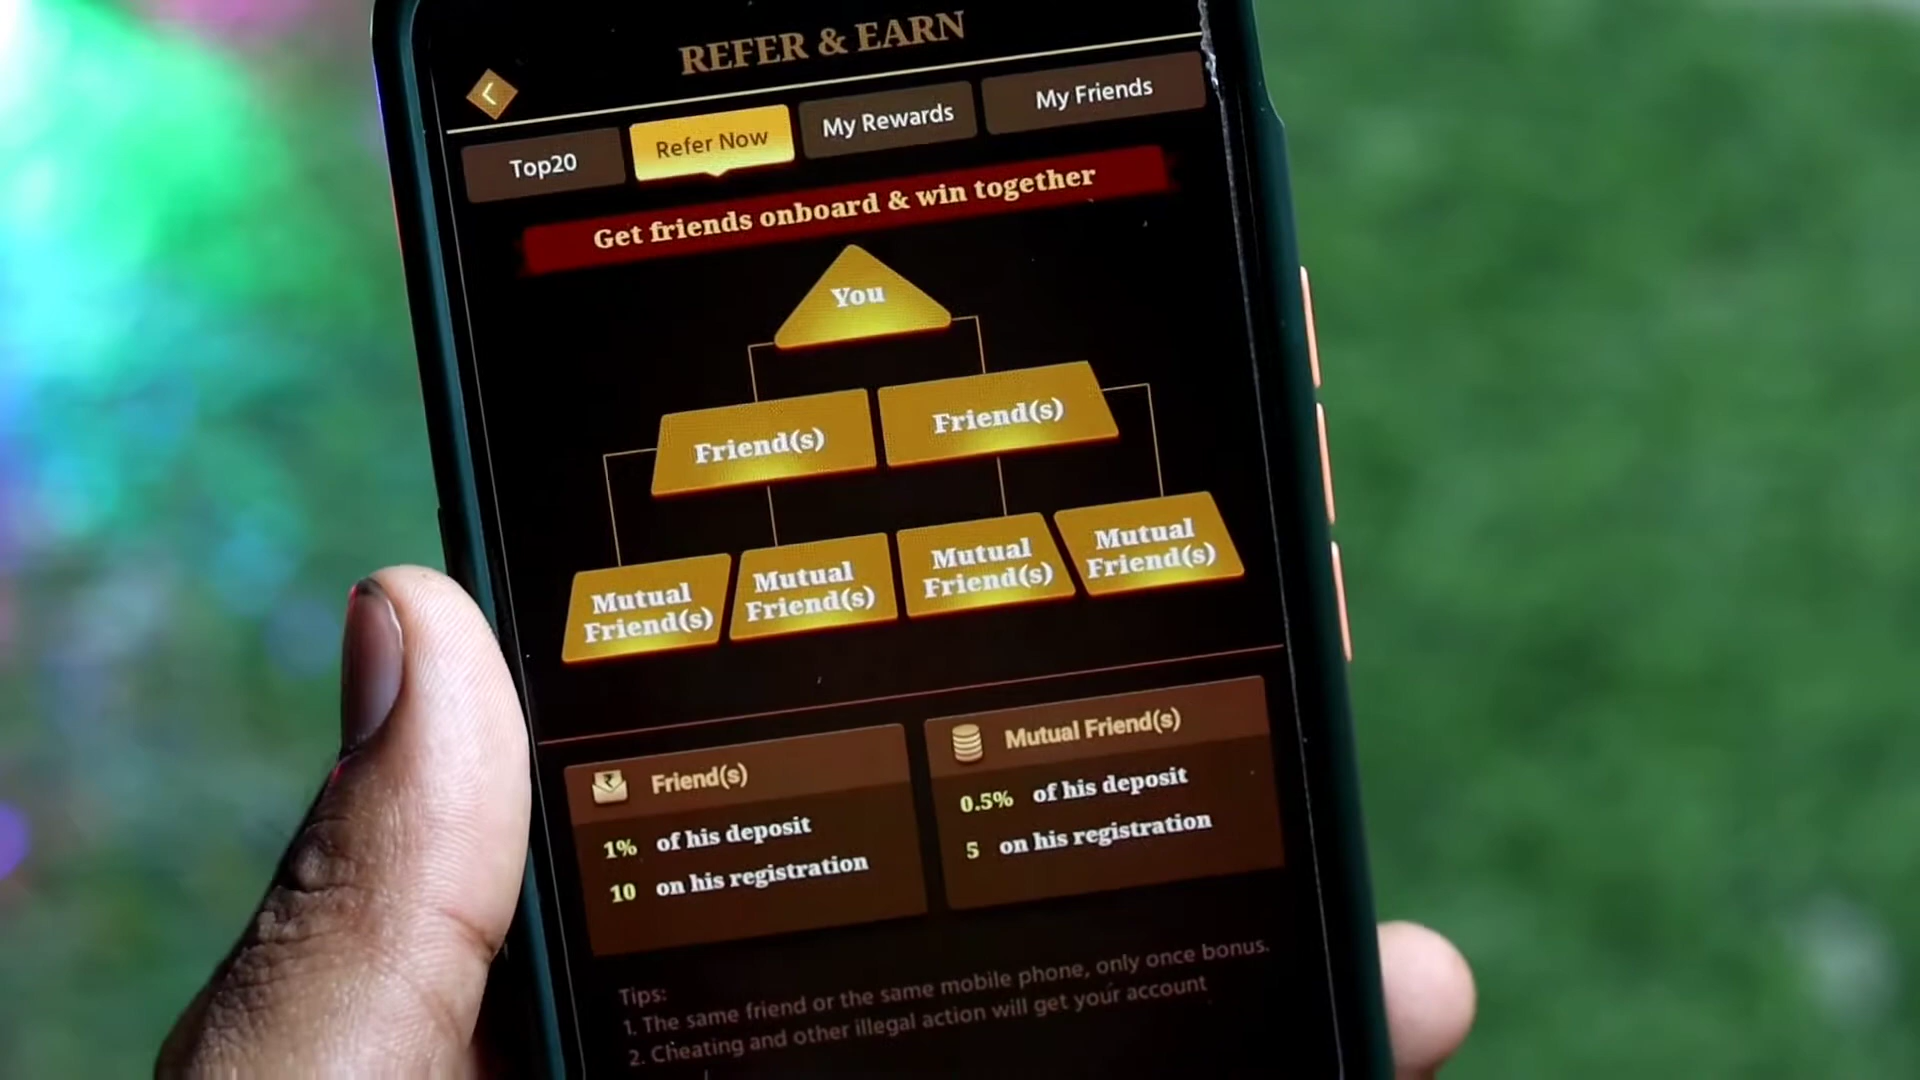 REFER & EARN
Top20
Refer Now
My Rewards
My Friends
Get friends onboard & win together
You
Friend(s)
Friend(s)
Mutual
Friend(s)
Mutual
Friend(s)
Mutual
Friend(s)
Mutual
Friend(s)
Friend(s)
1% of his deposit
10 on his registration
Mutual Friend(s)
0.5% of his deposit
5 on his registration
Tips:
1. The same friend or the same mobile phone, only once bonus.
2. Cheating and other illegal action will get your account